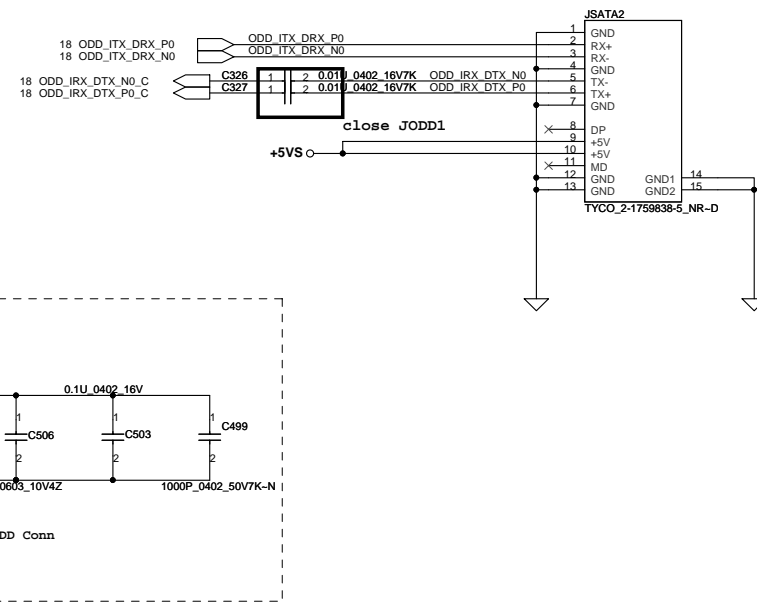 JSATA2
18 ODD_ITX_DRX_P0 ODD_ITX_DRX_P0
18 ODD_ITX_DRX_N0 ODD_ITX_DRX_N0
18 ODD_IRX_DTX_N0_C C326 1 2 0.01U_0402_16V7K ODD_IRX_DTX_N0
18 ODD_IRX_DTX_P0_C C327 1 2 0.01U_0402_16V7K ODD_IRX_DTX_P0
close JODD1
+5VS
1 GND
2 RX+
3 RX-
4 GND
5 TX-
6 TX+
7 GND
8 DP
9 +5V
10 +5V
11 MD
12 GND GND1 14
13 GND GND2 15
TYCO_2-1759838-5_NR~D
0.1U_0402_16V
1 1 1
C506 C503 C499
2 2 2
0603_10V4Z 1000P_0402_50V7K~N
DD Conn